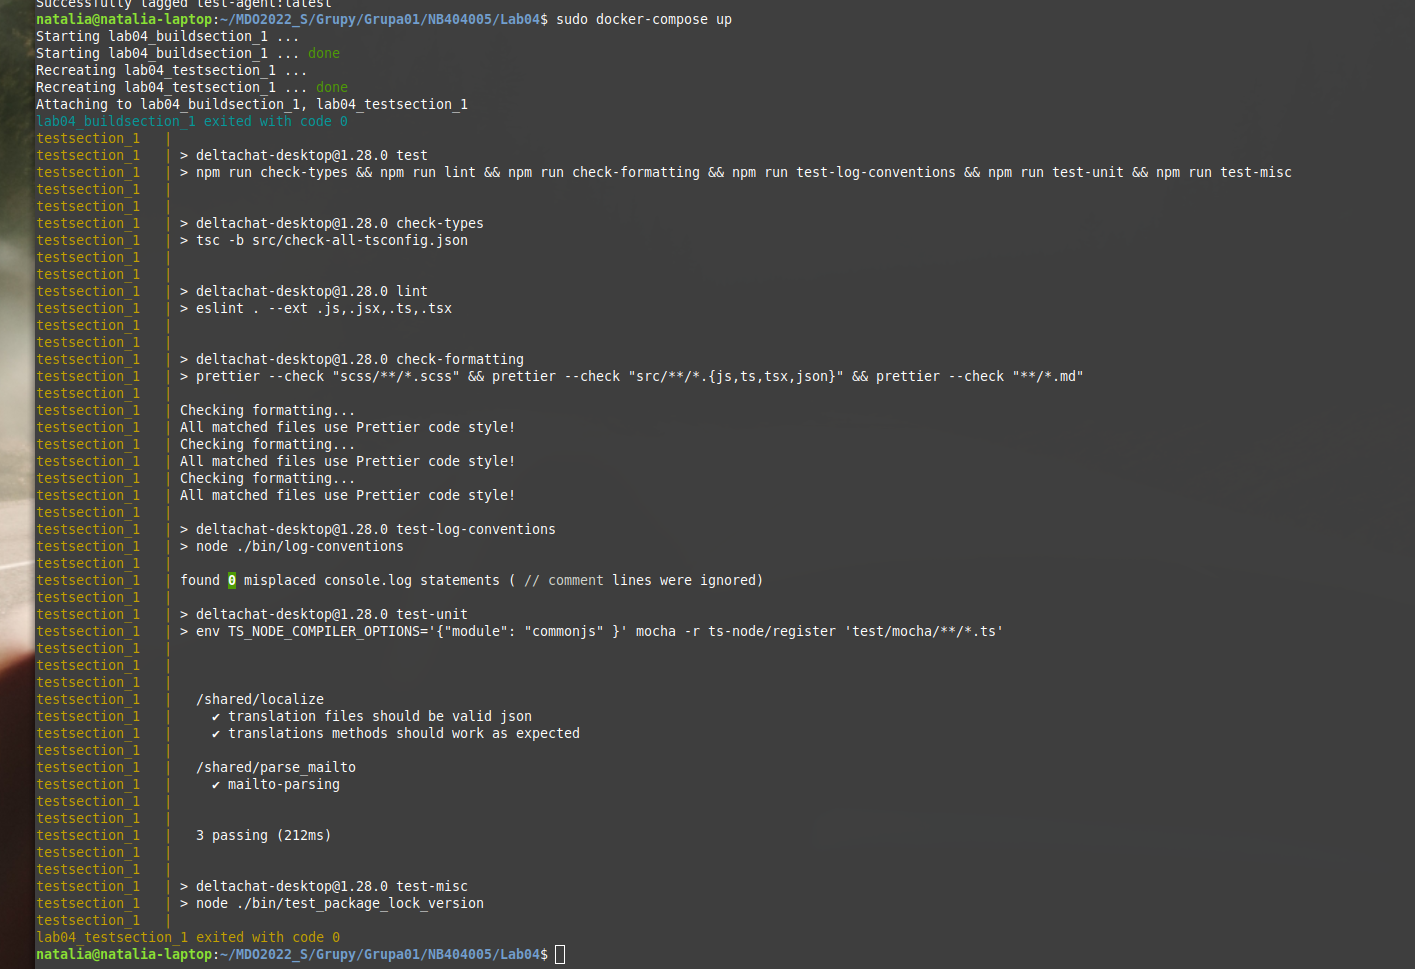 Successfully tagged test-agent:latest
natalia@natalia-laptop:~/MDO2022_S/Grupy/Grupa01/NB404005/Lab04$ sudo docker-compose up
Starting lab04_buildsection_1 ...
Starting lab04_buildsection_1 ... done
Recreating lab04_testsection_1 ...
Recreating lab04_testsection_1 ... done
Attaching to lab04_buildsection_1, lab04_testsection_1
lab04_buildsection_1 exited with code 0
testsection_1   |
testsection_1   | > deltachat-desktop@1.28.0 test
testsection_1   | > npm run check-types && npm run lint && npm run check-formatting && npm run test-log-conventions && npm run test-unit && npm run test-misc
testsection_1   |
testsection_1   |
testsection_1   | > deltachat-desktop@1.28.0 check-types
testsection_1   | > tsc -b src/check-all-tsconfig.json
testsection_1   |
testsection_1   |
testsection_1   | > deltachat-desktop@1.28.0 lint
testsection_1   | > eslint . --ext .js,.jsx,.ts,.tsx
testsection_1   |
testsection_1   |
testsection_1   | > deltachat-desktop@1.28.0 check-formatting
testsection_1   | > prettier --check "scss/**/*.scss" && prettier --check "src/**/*.{js,ts,tsx,json}" && prettier --check "**/*.md"
testsection_1   |
testsection_1   | Checking formatting...
testsection_1   | All matched files use Prettier code style!
testsection_1   | Checking formatting...
testsection_1   | All matched files use Prettier code style!
testsection_1   | Checking formatting...
testsection_1   | All matched files use Prettier code style!
testsection_1   |
testsection_1   | > deltachat-desktop@1.28.0 test-log-conventions
testsection_1   | > node ./bin/log-conventions
testsection_1   |
testsection_1   | found 0 misplaced console.log statements ( // comment lines were ignored)
testsection_1   |
testsection_1   | > deltachat-desktop@1.28.0 test-unit
testsection_1   | > env TS_NODE_COMPILER_OPTIONS='{"module": "commonjs" }' mocha -r ts-node/register 'test/mocha/**/*.ts'
testsection_1   |
testsection_1   |
testsection_1   |
testsection_1   |   /shared/localize
testsection_1   |     ✔ translation files should be valid json
testsection_1   |     ✔ translations methods should work as expected
testsection_1   |
testsection_1   |   /shared/parse_mailto
testsection_1   |     ✔ mailto-parsing
testsection_1   |
testsection_1   |
testsection_1   |   3 passing (212ms)
testsection_1   |
testsection_1   |
testsection_1   | > deltachat-desktop@1.28.0 test-misc
testsection_1   | > node ./bin/test_package_lock_version
testsection_1   |
lab04_testsection_1 exited with code 0
natalia@natalia-laptop:~/MDO2022_S/Grupy/Grupa01/NB404005/Lab04$